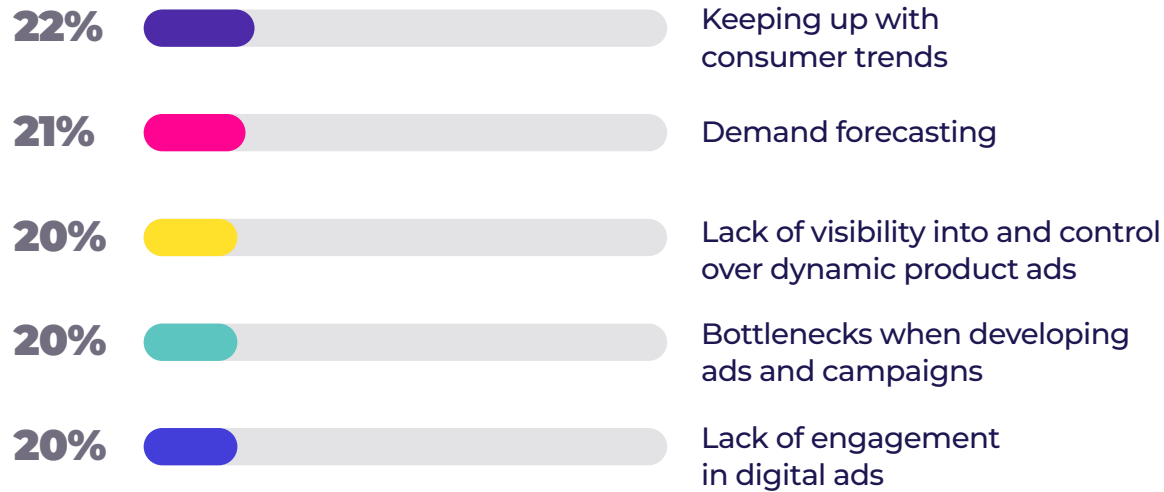 22%
Keeping up with
consumer trends
21%
Demand forecasting
20%
Lack of visibility into and control
over dynamic product ads
20%
Bottlenecks when developing
ads and campaigns
20%
Lack of engagement
in digital ads